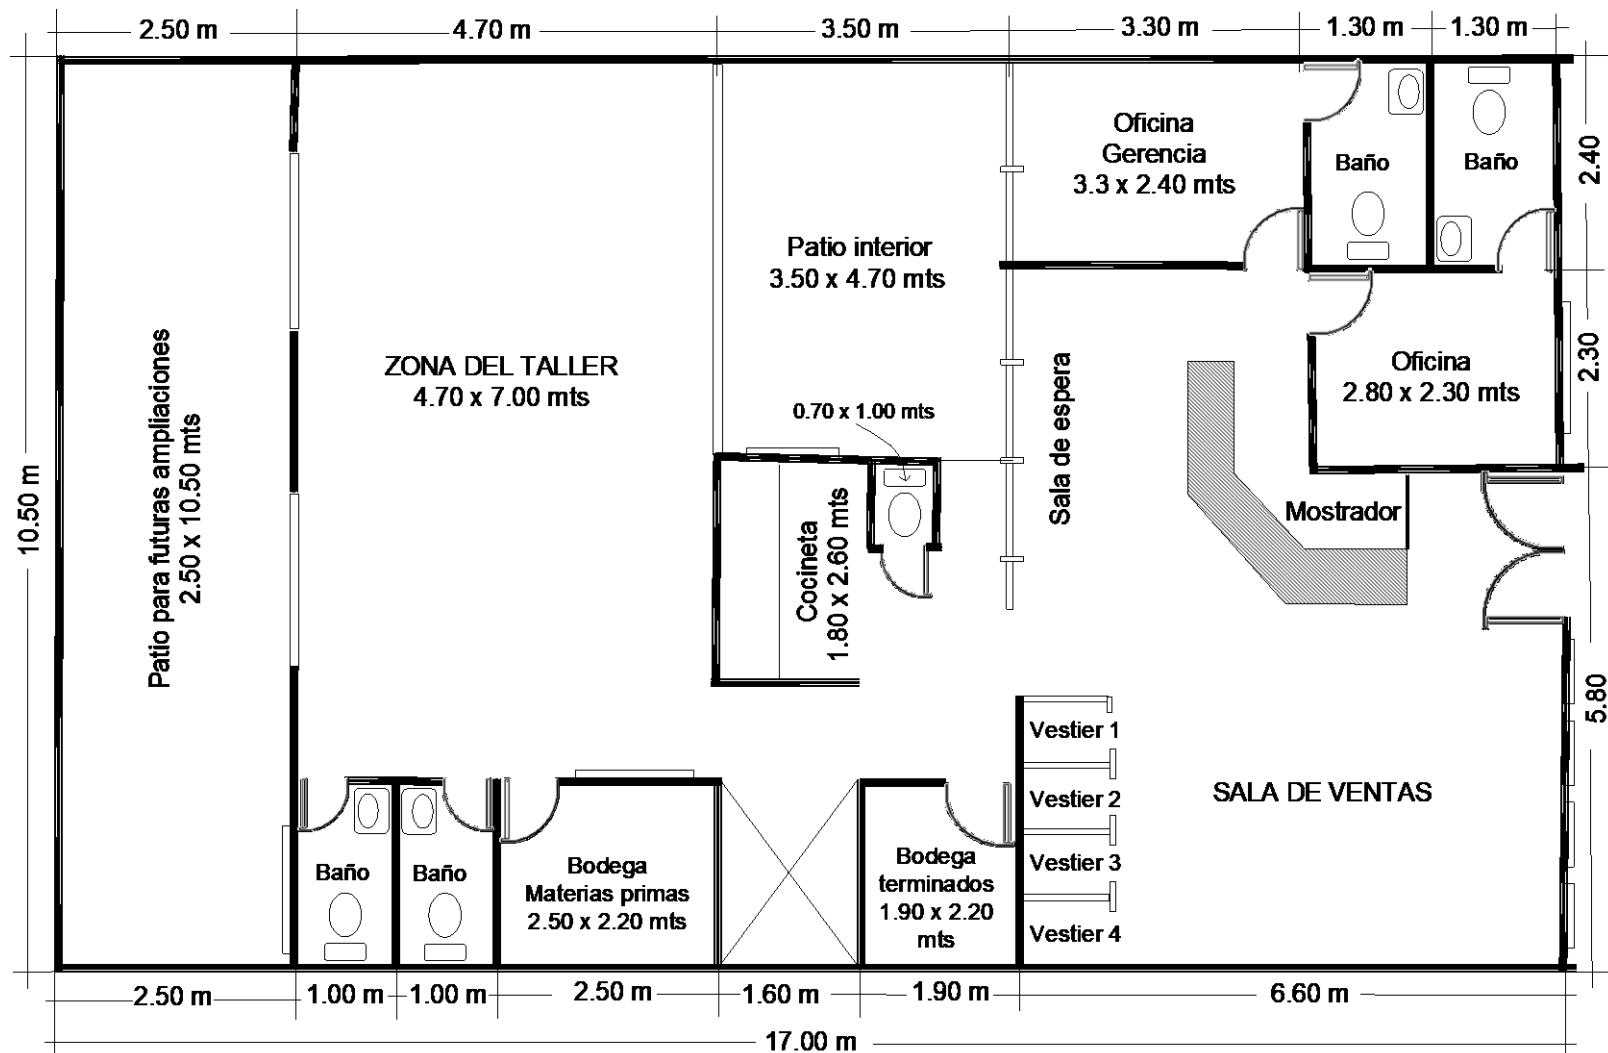 2.50 m
4.70 m
3.50 m
3.30 m
1.30 m
1.30 m
Oficina
Gerencia
3.3 x 2.40 mts
Baño
Baño
2.40
Patio interior
3.50 x 4.70 mts
ZONA DEL TALLER
4.70 x 7.00 mts
Patio para futuras ampliaciones
2.50 x 10.50 mts
10.50 m
0.70 x 1.00 mts
Sala de espera
Oficina
2.80 x 2.30 mts
2.30
Mostrador
Cocineta
1.80 x 2.60 mts
5.80
Vestier 1
Vestier 2
Vestier 3
Vestier 4
SALA DE VENTAS
Baño
Baño
Bodega
Materias primas
2.50 x 2.20 mts
Bodega
terminados
1.90 x 2.20
mts
2.50 m
1.00 m
1.00 m
2.50 m
1.60 m
1.90 m
6.60 m
17.00 m